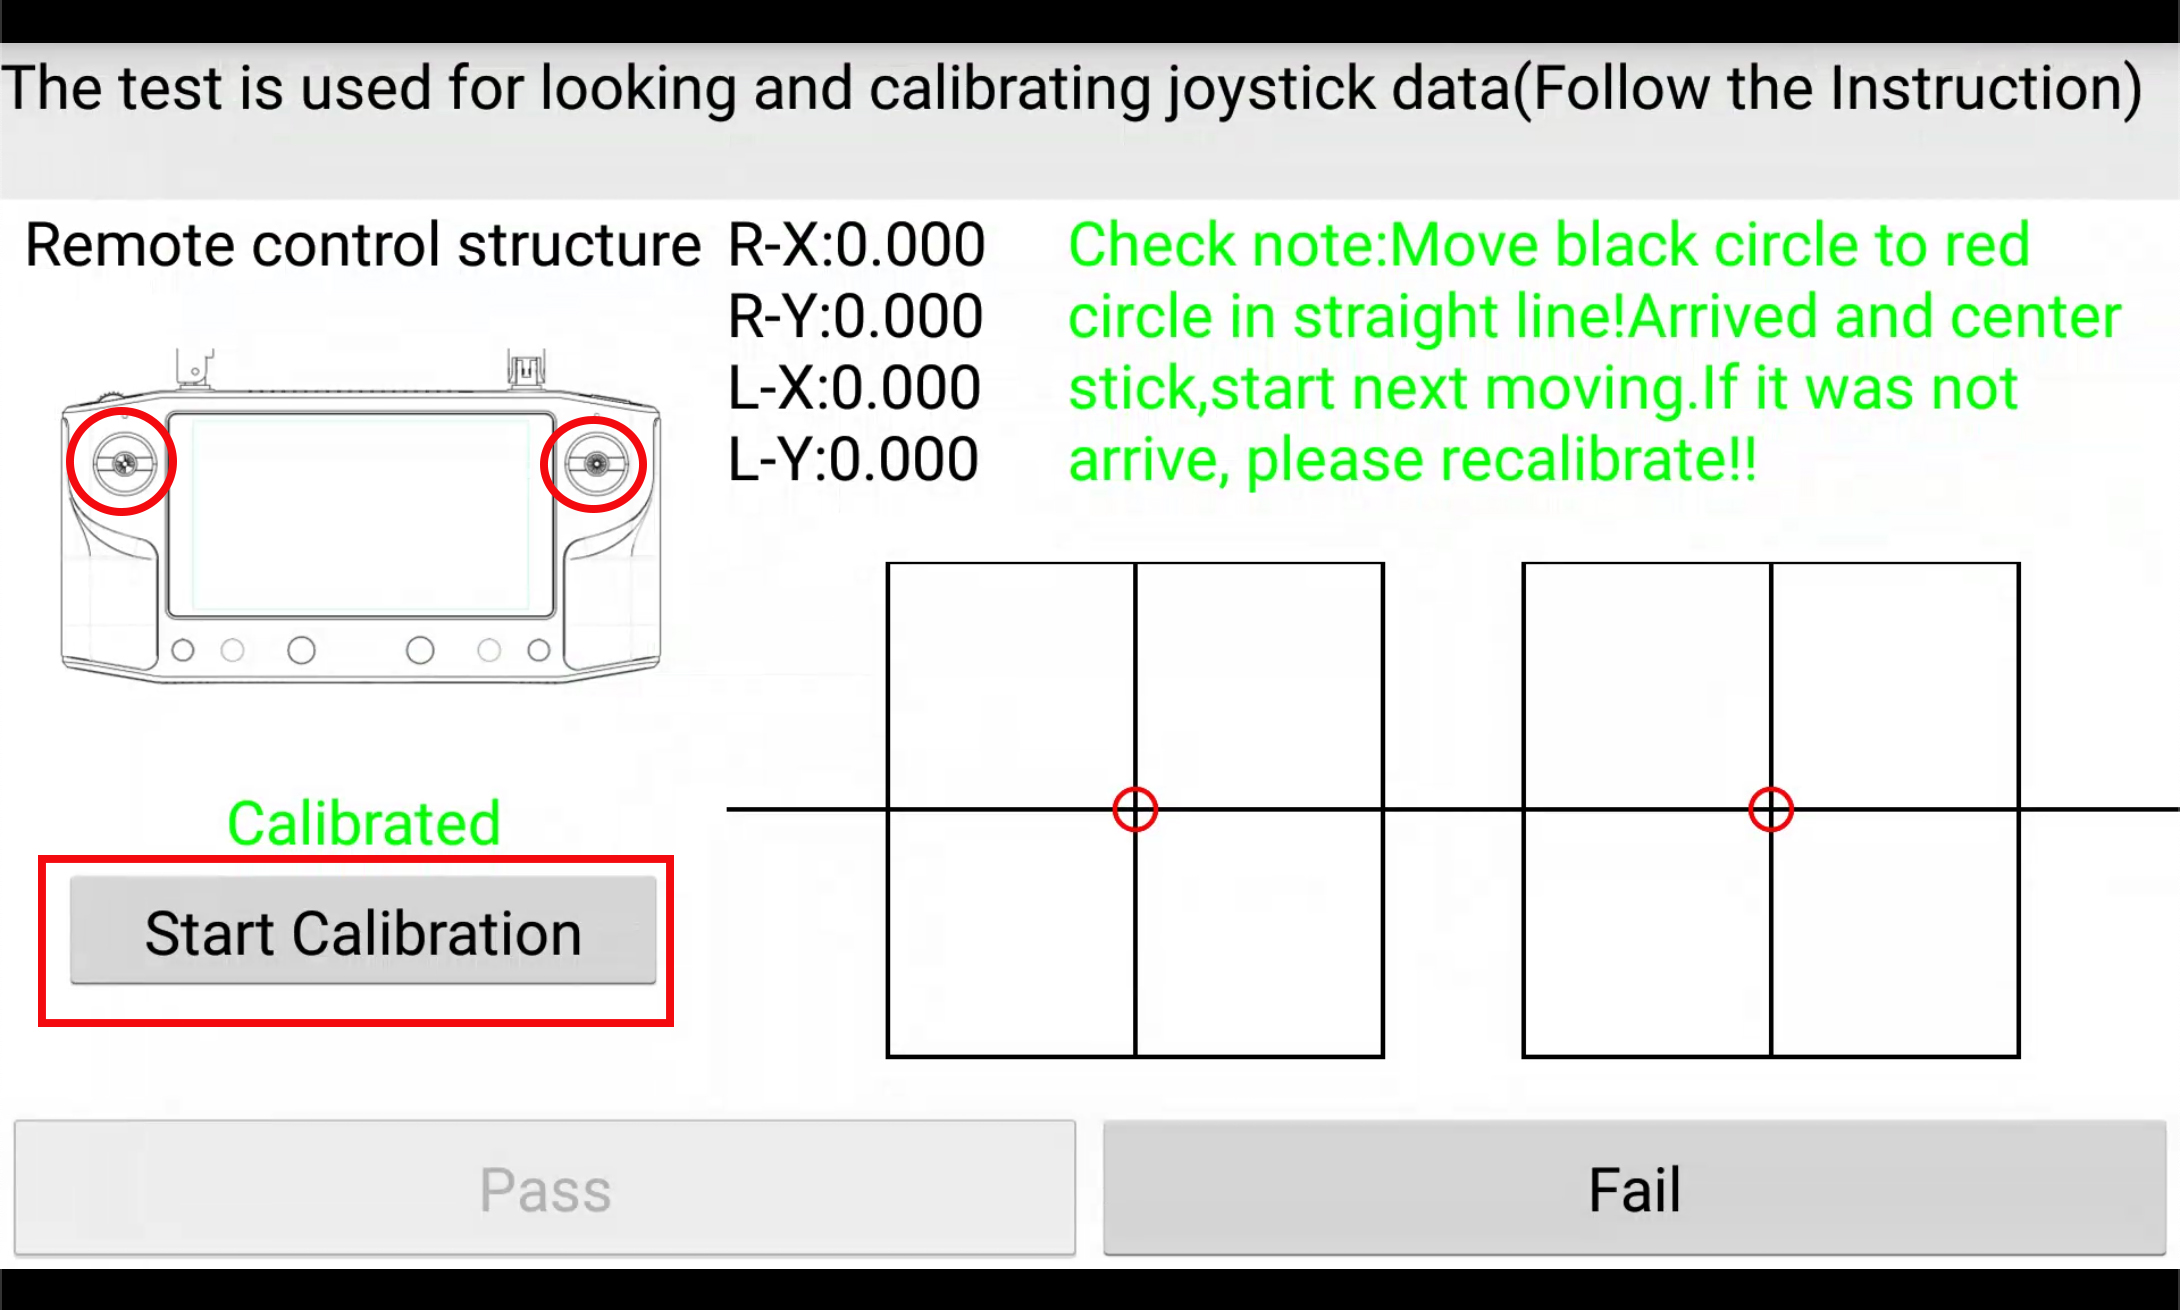 The test is used for looking and calibrating joystick data(Follow the Instruction)
Remote control structure
R-X:0.000
R-Y:0.000
L-X:0.000
L-Y:0.000
Check note:Move black circle to red
circle in straight line!Arrived and center
stick,start next moving.If it was not
arrive, please recalibrate!!
Calibrated
Start Calibration
Pass
Fail